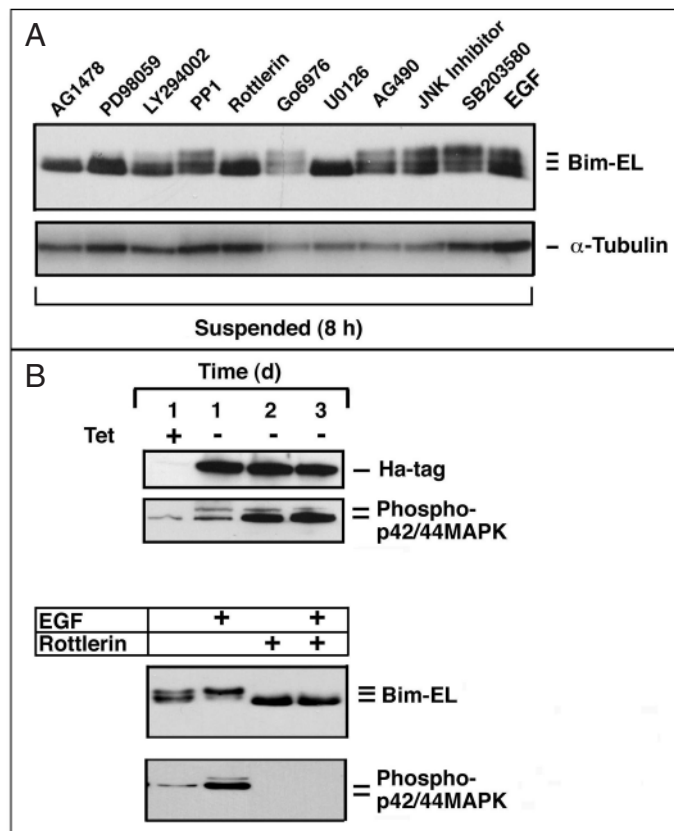 A
AG1478 PD98059 LY294002 PP1 Rottlerin Go6976 U0126 AG490 JNK Inhibitor SB203580 EGF
Bim-EL
α-Tubulin
Suspended (8 h)
B
Time (d)
1 1 2 3
Tet + - - -
Ha-tag
Phospho-
p42/44MAPK
EGF + +
Rottlerin + +
Bim-EL
Phospho-
p42/44MAPK